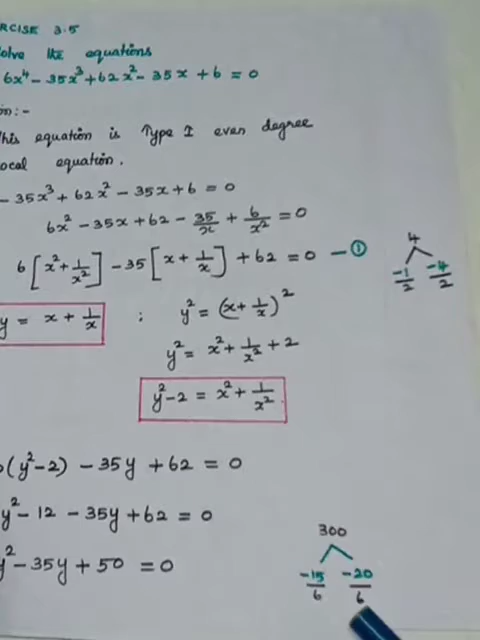 RCISE 3.5
olve the equations
6x⁴ - 35x³ + 62x² - 35x + 6 = 0
on:-
This equation is Type I even degree
ocal equation.
- 35x³ + 62x² - 35x + 6 = 0
6x² - 35x + 62 - 35/x + 6/x² = 0
6[x² + 1/x²] - 35[x + 1/x] + 62 = 0 — ①
4
-1/2 -4/2
y = x + 1/x ; y² = (x + 1/x)²
y² = x² + 1/x² + 2
y² - 2 = x² + 1/x²
(y² - 2) - 35y + 62 = 0
y² - 12 - 35y + 62 = 0
y² - 35y + 50 = 0
300
-15/6 -20/6